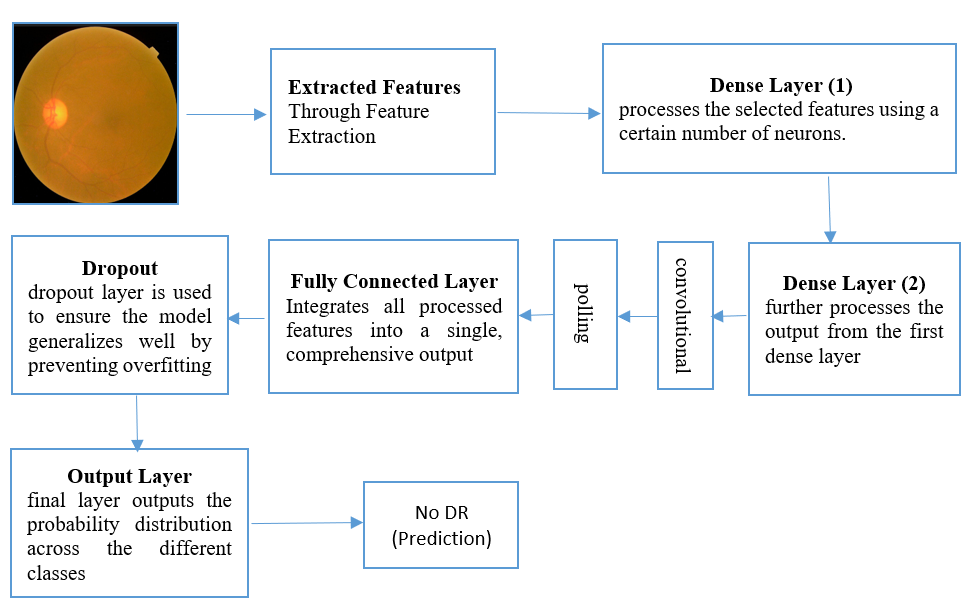 Extracted Features
Through Feature
Extraction
Dense Layer (1)
processes the selected features using a
certain number of neurons.
Dense Layer (2)
further processes the
output from the first
dense layer
convolutional
polling
Fully Connected Layer
Integrates all processed
features into a single,
comprehensive output
Dropout
dropout layer is used
to ensure the model
generalizes well by
preventing overfitting
Output Layer
final layer outputs the
probability distribution
across the different
classes
No DR
(Prediction)